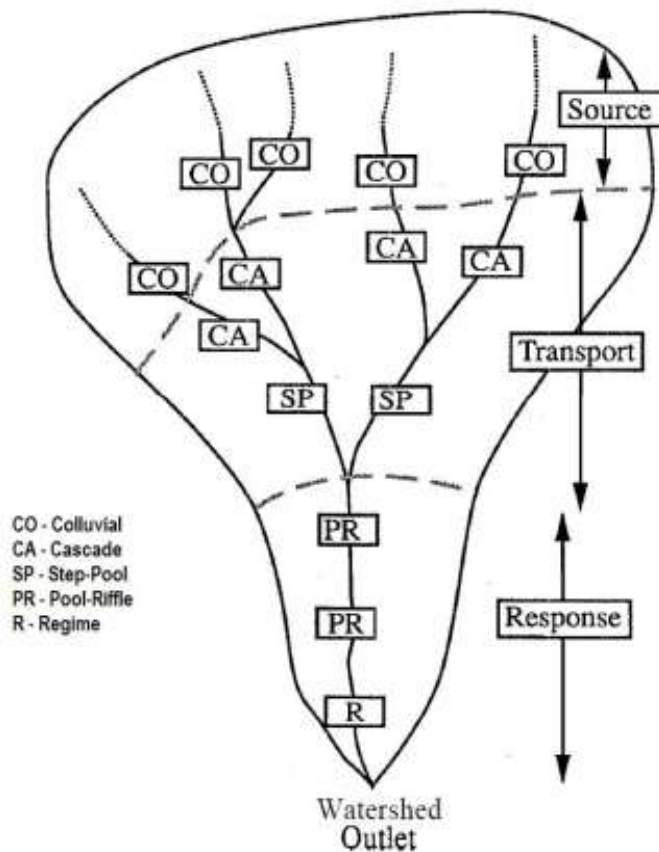 Source
CO
CO
CO
CO
CO
CA
CA
CA
CA
Transport
SP
SP
CO - Colluvial
CA - Cascade
SP - Step-Pool
PR - Pool-Riffle
R - Regime
PR
PR
Response
R
Watershed
Outlet